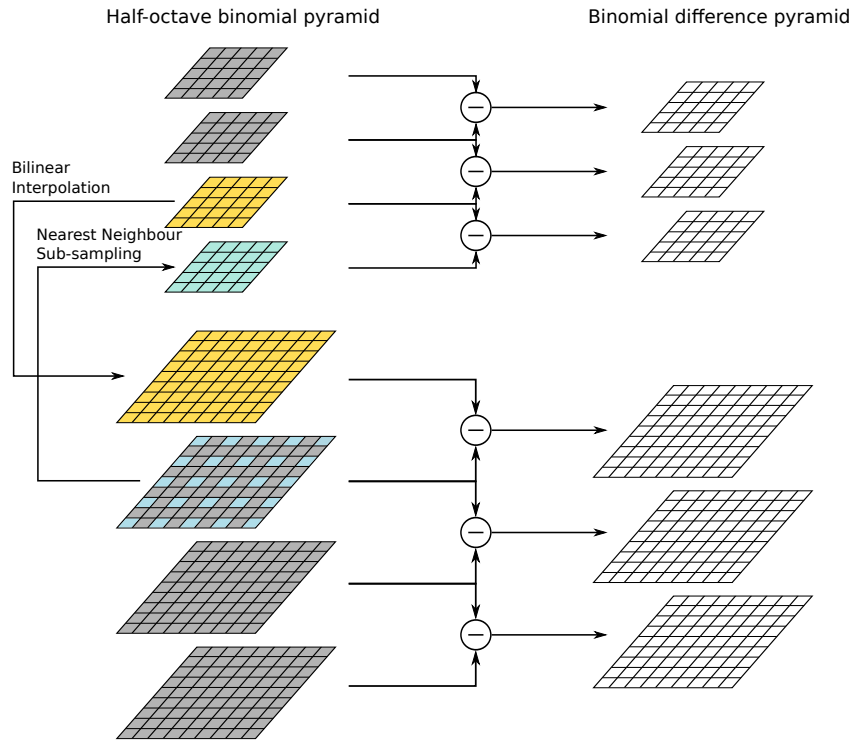 Half-octave binomial pyramid
Binomial difference pyramid
Bilinear
Interpolation
Nearest Neighbour
Sub-sampling